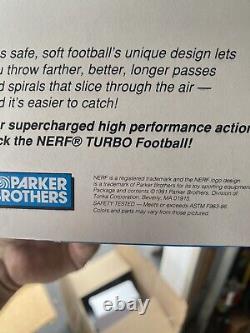 s safe, soft football's unique design lets
u throw farther, better, longer passes
d spirals that slice through the air —
d it's easier to catch!
r supercharged high performance action
ck the NERF® TURBO Football!
PARKER
BROTHERS
NERF is a registered trademark and the NERF logo design
is a trademark of Parker Brothers for its toy sporting equipment.
Package and contents © 1991 Parker Brothers, Division of
Tonka Corporation, Beverly, MA 01915.
SAFETY TESTED — Meets or exceeds ASTM F963-86
Colors and parts may vary from those pictured.